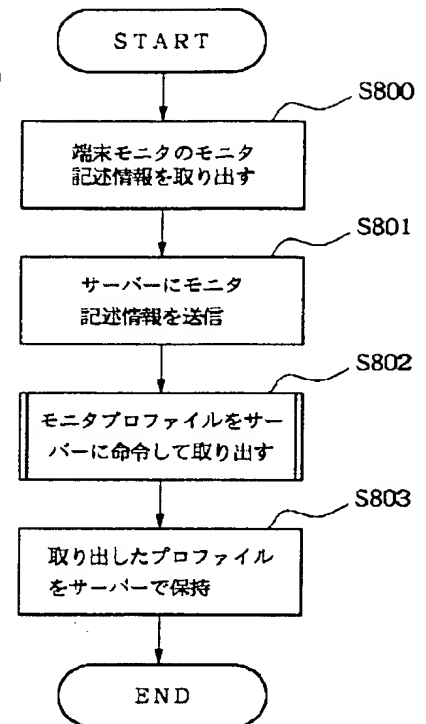 START
S800
端末モニタのモニタ
記述情報を取り出す
S801
サーバーにモニタ
記述情報を送信
S802
モニタプロファイルをサー
バーに命令して取り出す
S803
取り出したプロファイル
をサーバーで保持
END